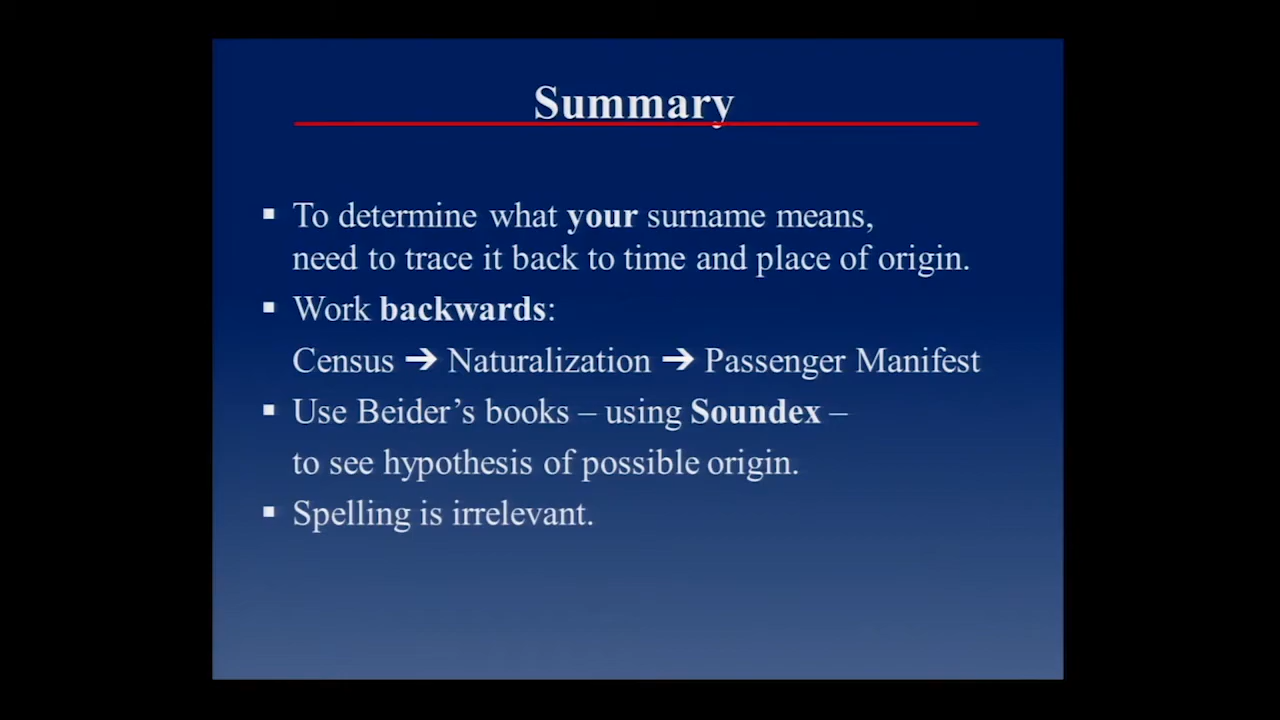 Summary
▪ To determine what your surname means,
need to trace it back to time and place of origin.
▪ Work backwards:
Census ➔ Naturalization ➔ Passenger Manifest
▪ Use Beider’s books – using Soundex –
to see hypothesis of possible origin.
▪ Spelling is irrelevant.